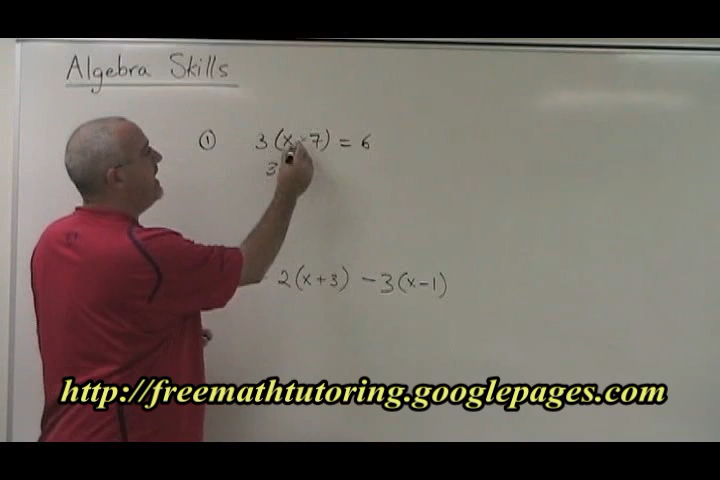 Algebra Skills
① 3(x-7) = 6
3
2(x+3) - 3(x-1)
http://freemathtutoring.googlepages.com